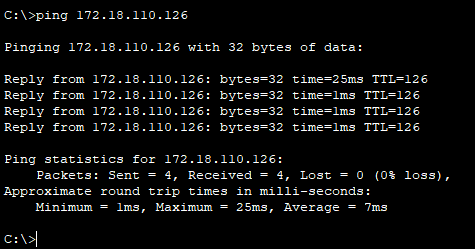 C:\>ping 172.18.110.126
Pinging 172.18.110.126 with 32 bytes of data:
Reply from 172.18.110.126: bytes=32 time=25ms TTL=126
Reply from 172.18.110.126: bytes=32 time=1ms TTL=126
Reply from 172.18.110.126: bytes=32 time=1ms TTL=126
Reply from 172.18.110.126: bytes=32 time=1ms TTL=126
Ping statistics for 172.18.110.126:
Packets: Sent = 4, Received = 4, Lost = 0 (0% loss),
Approximate round trip times in milli-seconds:
Minimum = 1ms, Maximum = 25ms, Average = 7ms
C:\>